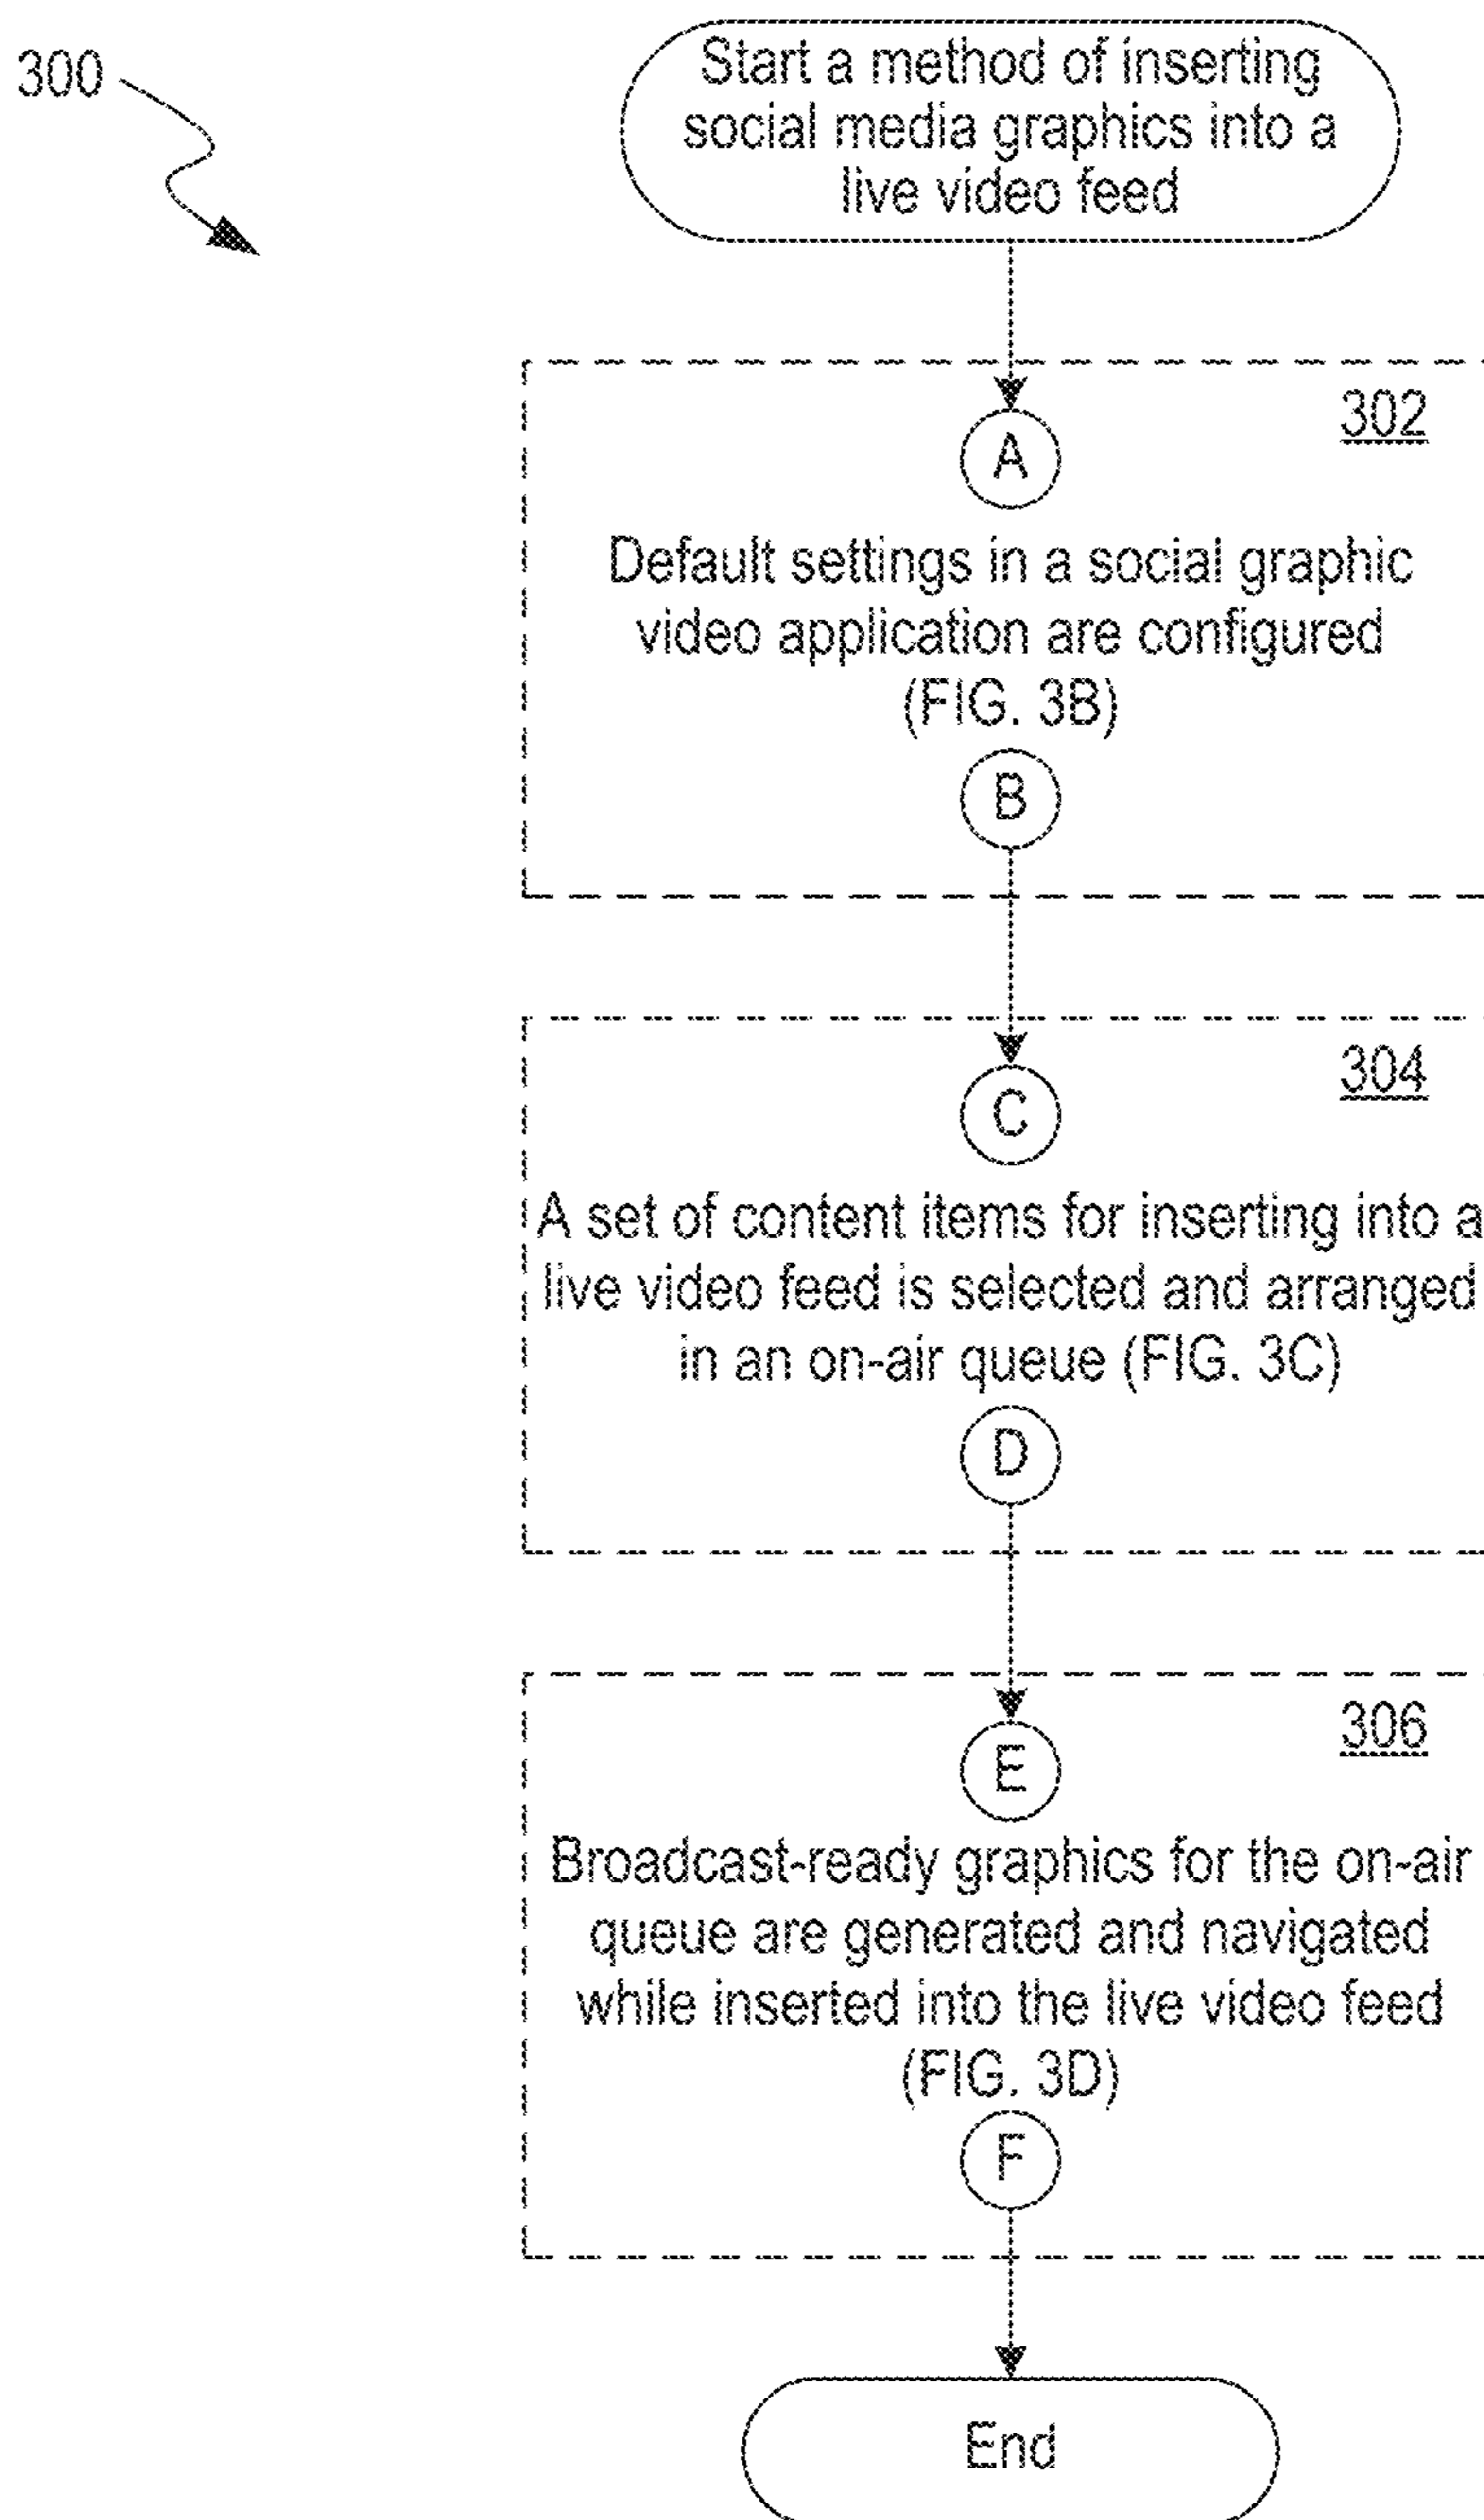 300
Start a method of inserting
social media graphics into a
live video feed
302
A
Default settings in a social graphic
video application are configured
(FIG. 3B)
B
304
C
A set of content items for inserting into a
live video feed is selected and arranged
in an on-air queue (FIG. 3C)
D
306
E
Broadcast-ready graphics for the on-air
queue are generated and navigated
while inserted into the live video feed
(FIG. 3D)
F
End